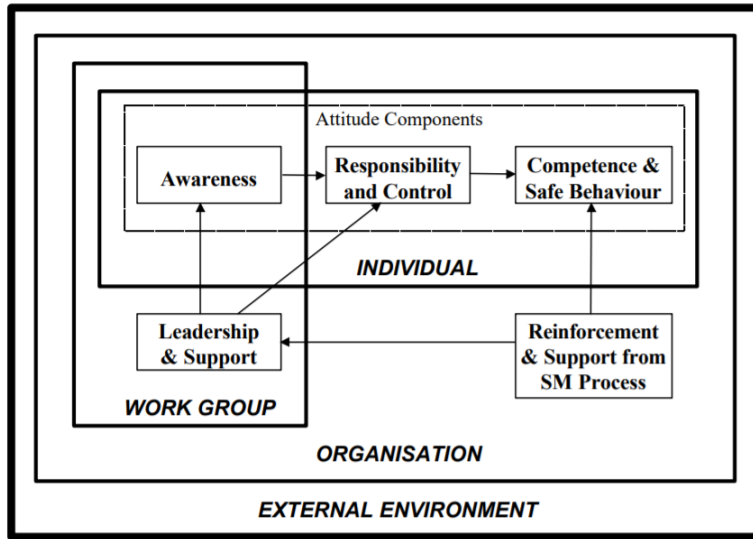 Attitude Components
Awareness
Responsibility
and Control
Competence &
Safe Behaviour
INDIVIDUAL
Leadership
& Support
Reinforcement
& Support from
SM Process
WORK GROUP
ORGANISATION
EXTERNAL ENVIRONMENT